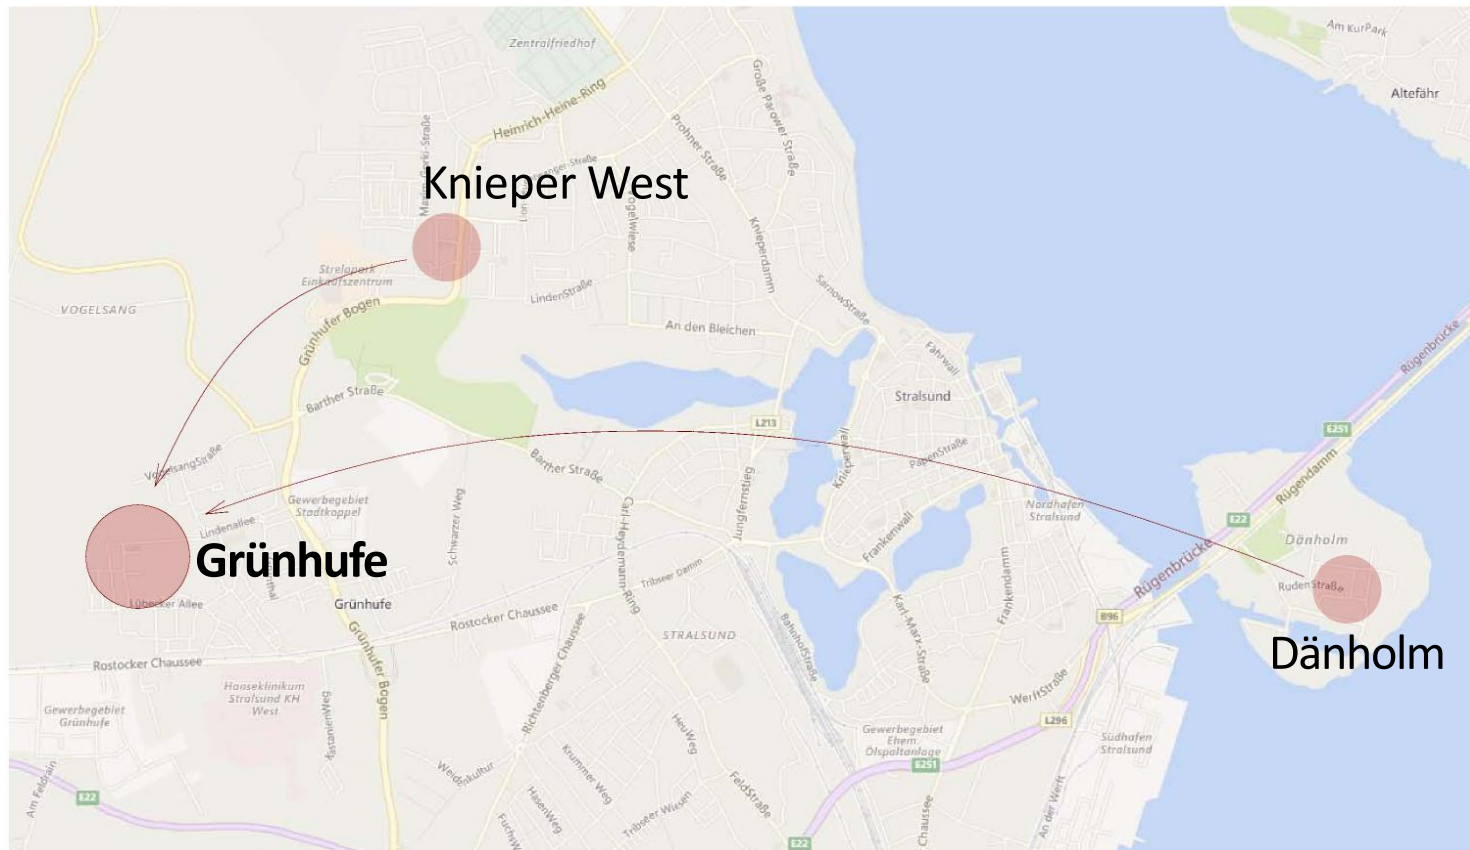 Zentralfriedhof
Am KurPark
Altefähr
Große Parower Straße
Heinrich-Heine-Ring
Prohner Straße
Knieper West
Vogelwiese
Knieperdamm
Strelapark
Einkaufszentrum
LindenStraße
SarnowStraße
VOGELSANG
Grünhufer Bogen
An den Bleichen
Fährwall
Rügenbrücke
Stralsund
Barther Straße
L213
E251
VogelsangStraße
Barther Straße
Knieperwall
PapenStraße
Rügendamm
Gewerbegebiet
Stadtkoppel
Schwarzer Weg
Carl-Heydemann-Ring
Jungfernstieg
Nordhafen
Stralsund
E22
Lindenallee
Frankenwall
Dänholm
Grünhufe
Rügenbrücke
Tribseer Damm
Frankendamm
RudenStraße
Lübecker Allee
Grünhufe
Rostocker Chaussee
B96
Karl-Marx-Straße
STRALSUND
BahnhofStraße
Dänholm
Rostocker Chaussee
Grünhufer Bogen
Richtenberger Chaussee
Hanseklinikum
Stralsund KH
West
KastanienWeg
WerftStraße
Gewerbegebiet
Grünhufe
HeuWeg
L296
Gewerbegebiet
Ehem.
Ölspaltanlage
Südhafen
Stralsund
E251
Krummer Weg
Weidenkultur
FeldStraße
Am Feldrain
E22
HasenWeg
Tribseer Wiesen
An der Werft
Chaussee
E22